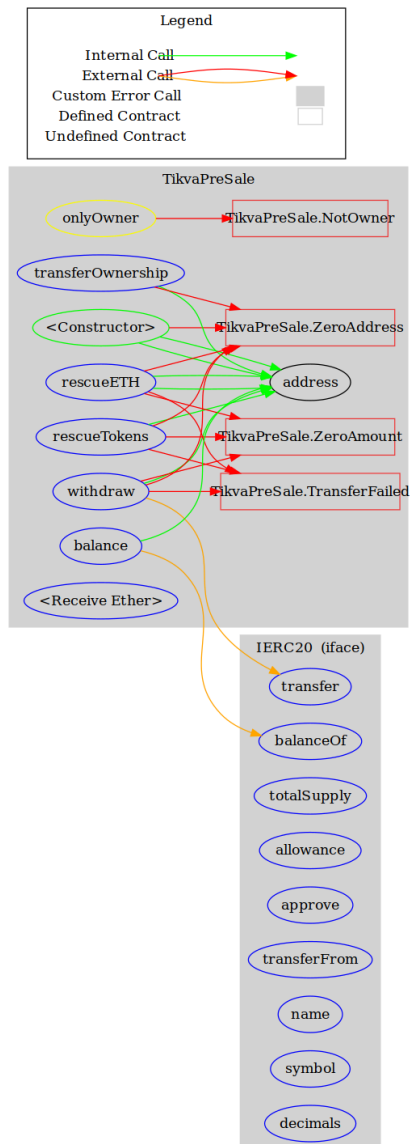 Legend
Internal Call
External Call
Custom Error Call
Defined Contract
Undefined Contract
TikvaPreSale
onlyOwner
TikvaPreSale.NotOwner
transferOwnership
<Constructor>
TikvaPreSale.ZeroAddress
rescueETH
address
rescueTokens
TikvaPreSale.ZeroAmount
withdraw
TikvaPreSale.TransferFailed
balance
<Receive Ether>
IERC20 (iface)
transfer
balanceOf
totalSupply
allowance
approve
transferFrom
name
symbol
decimals